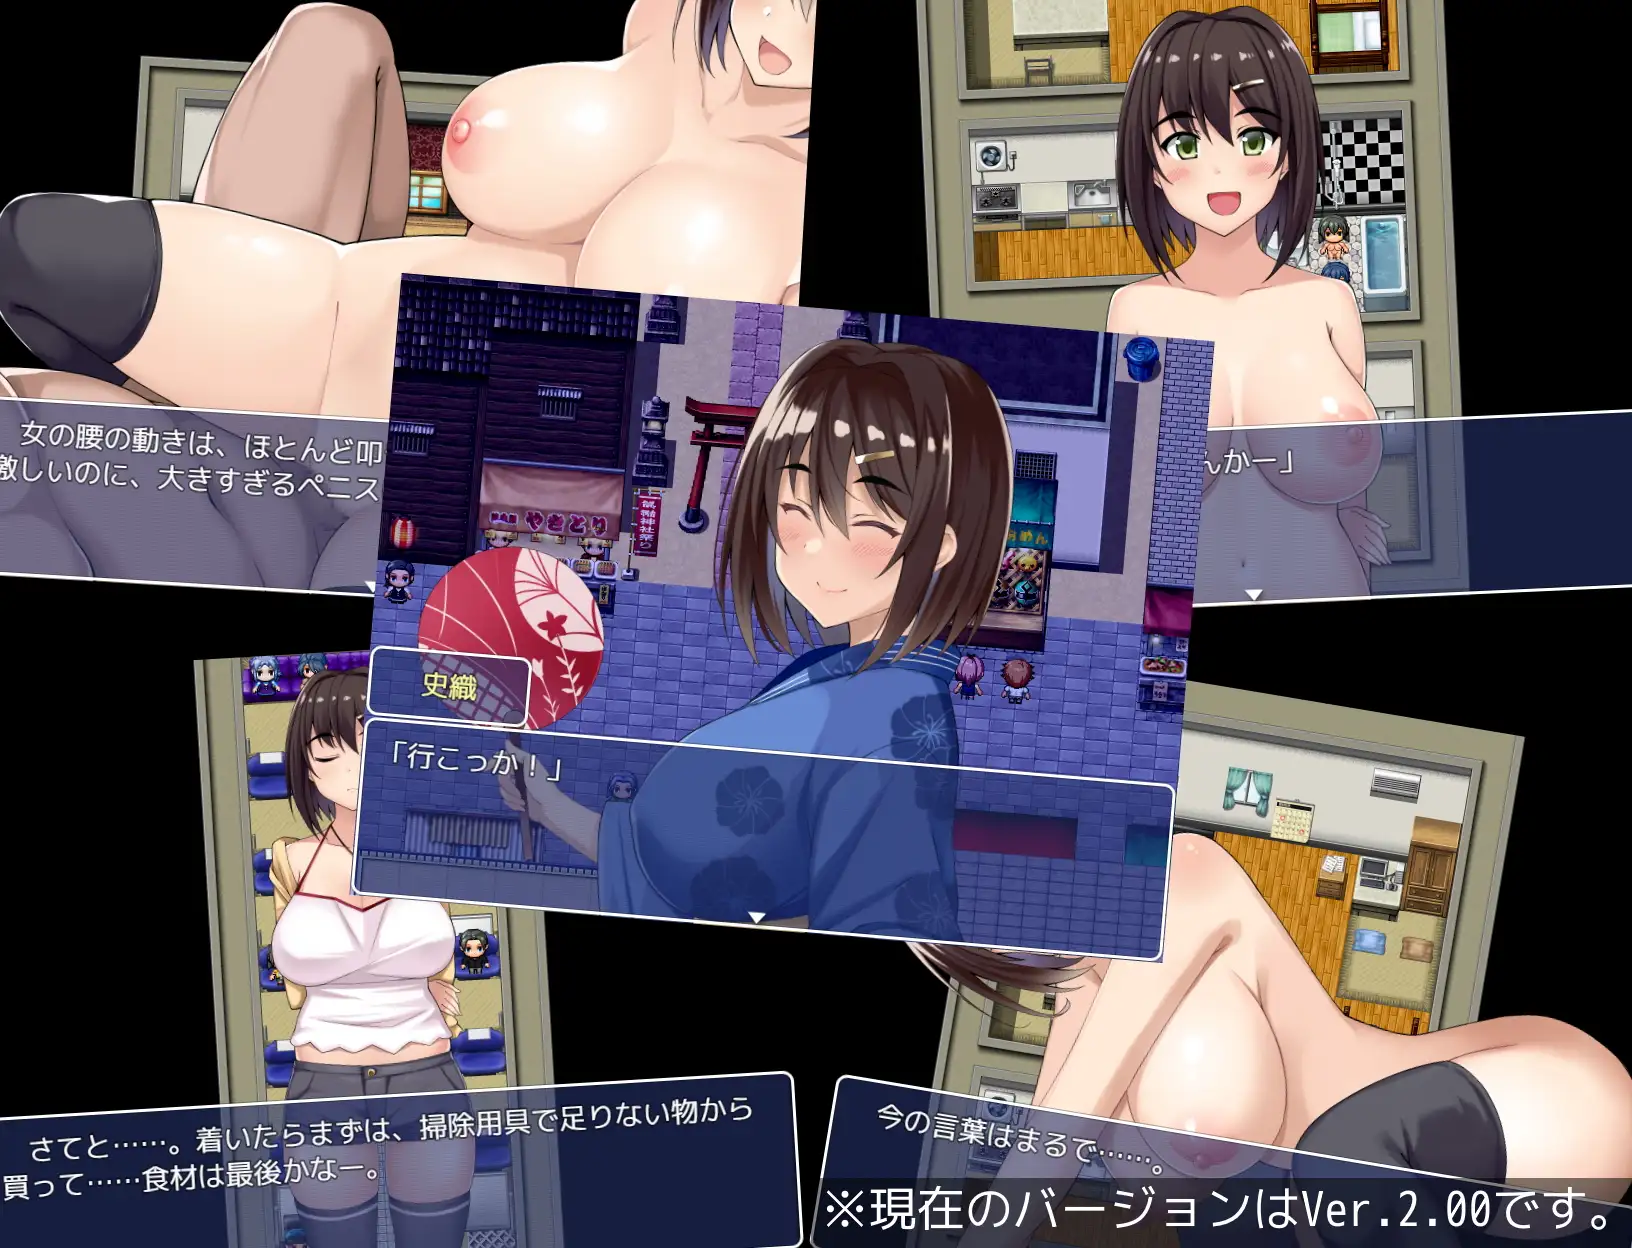 女の腰の動きは、ほとんど叩
激しいのに、大きすぎるペニス
んかー」
やきとり
史織
「行こっか！」
さてと……。着いたらまずは、掃除用具で足りない物から
買って……食材は最後かなー。
今の言葉はまるで……。
※現在のバージョンはVer.2.00です。